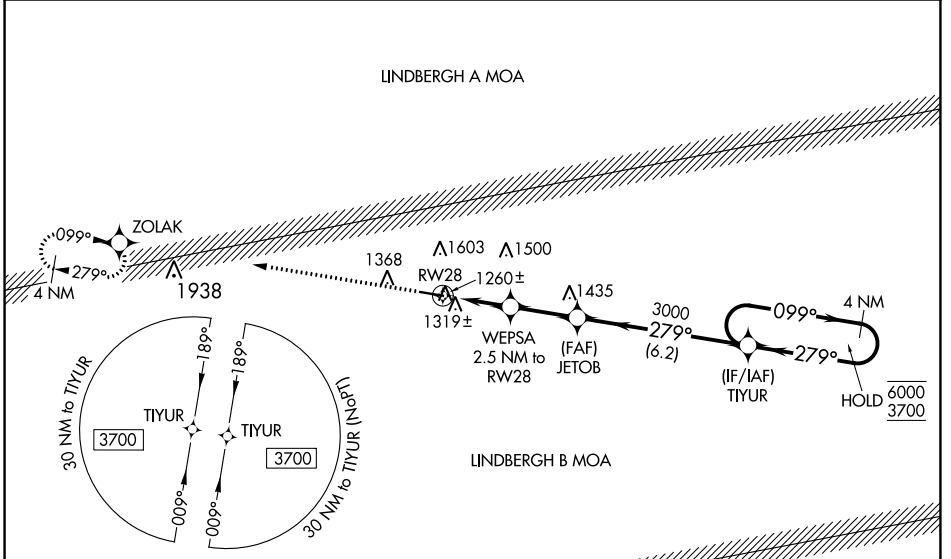 LINDBERGH A MOA
099°
ZOLAK
279°
4 NM
1938
1368
1603
1500
RW28
1260±
1319±
1435
WEPSA
2.5 NM to
RW28
(FAF)
JETOB
3000
279°
(6.2)
099°
4 NM
279°
(IF/IAF)
TIYUR
HOLD
6000
3700
30 NM to TIYUR
189°
189°
TIYUR
TIYUR
3700
3700
009°
009°
30 NM to TIYUR (NoPT)
LINDBERGH B MOA